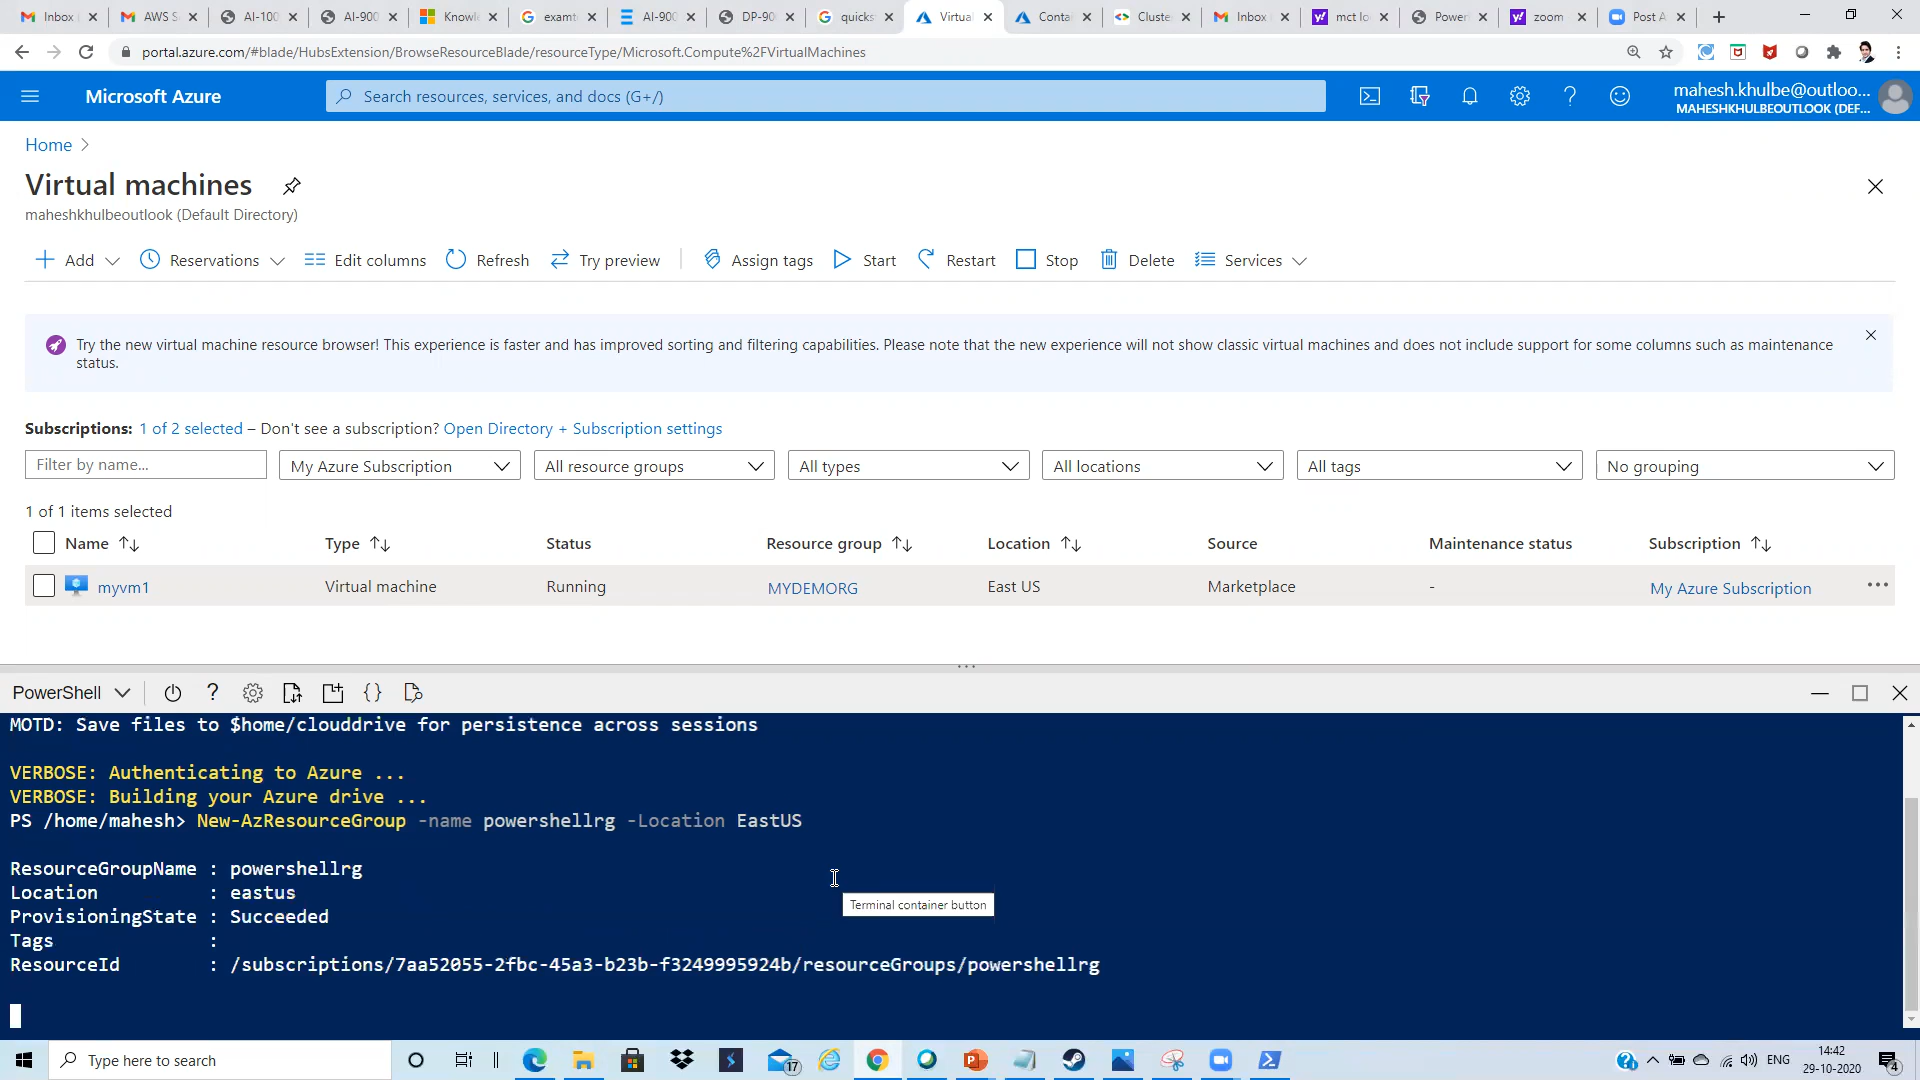 Inbox
AWS S
AI-100
AI-900
Knowl
examt
AI-900
DP-90
quicks
Virtual
Conta
Cluste
Inbox
mct lo
Power
zoom
Post A
portal.azure.com/#blade/HubsExtension/BrowseResourceBlade/resourceType/Microsoft.Compute%2FVirtualMachines
Microsoft Azure
Search resources, services, and docs (G+/)
mahesh.khulbe@outloo...
MAHESHKHULBEOUTLOOK (DEF...
Home
Virtual machines
maheshkhulbeoutlook (Default Directory)
Add Reservations Edit columns Refresh Try preview Assign tags Start Restart Stop Delete Services
Try the new virtual machine resource browser! This experience is faster and has improved sorting and filtering capabilities. Please note that the new experience will not show classic virtual machines and does not include support for some columns such as maintenance
status.
Subscriptions: 1 of 2 selected – Don't see a subscription? Open Directory + Subscription settings
Filter by name... My Azure Subscription All resource groups All types All locations All tags No grouping
1 of 1 items selected
Name Type Status Resource group Location Source Maintenance status Subscription
myvm1 Virtual machine Running MYDEMORG East US Marketplace - My Azure Subscription
PowerShell
MOTD: Save files to $home/clouddrive for persistence across sessions
VERBOSE: Authenticating to Azure ...
VERBOSE: Building your Azure drive ...
PS /home/mahesh> New-AzResourceGroup -name powershellrg -Location EastUS
ResourceGroupName : powershellrg
Location : eastus
Terminal container button
ProvisioningState : Succeeded
Tags :
ResourceId : /subscriptions/7aa52055-2fbc-45a3-b23b-f3249995924b/resourceGroups/powershellrg
Type here to search
17
ENG
14:42
29-10-2020
4